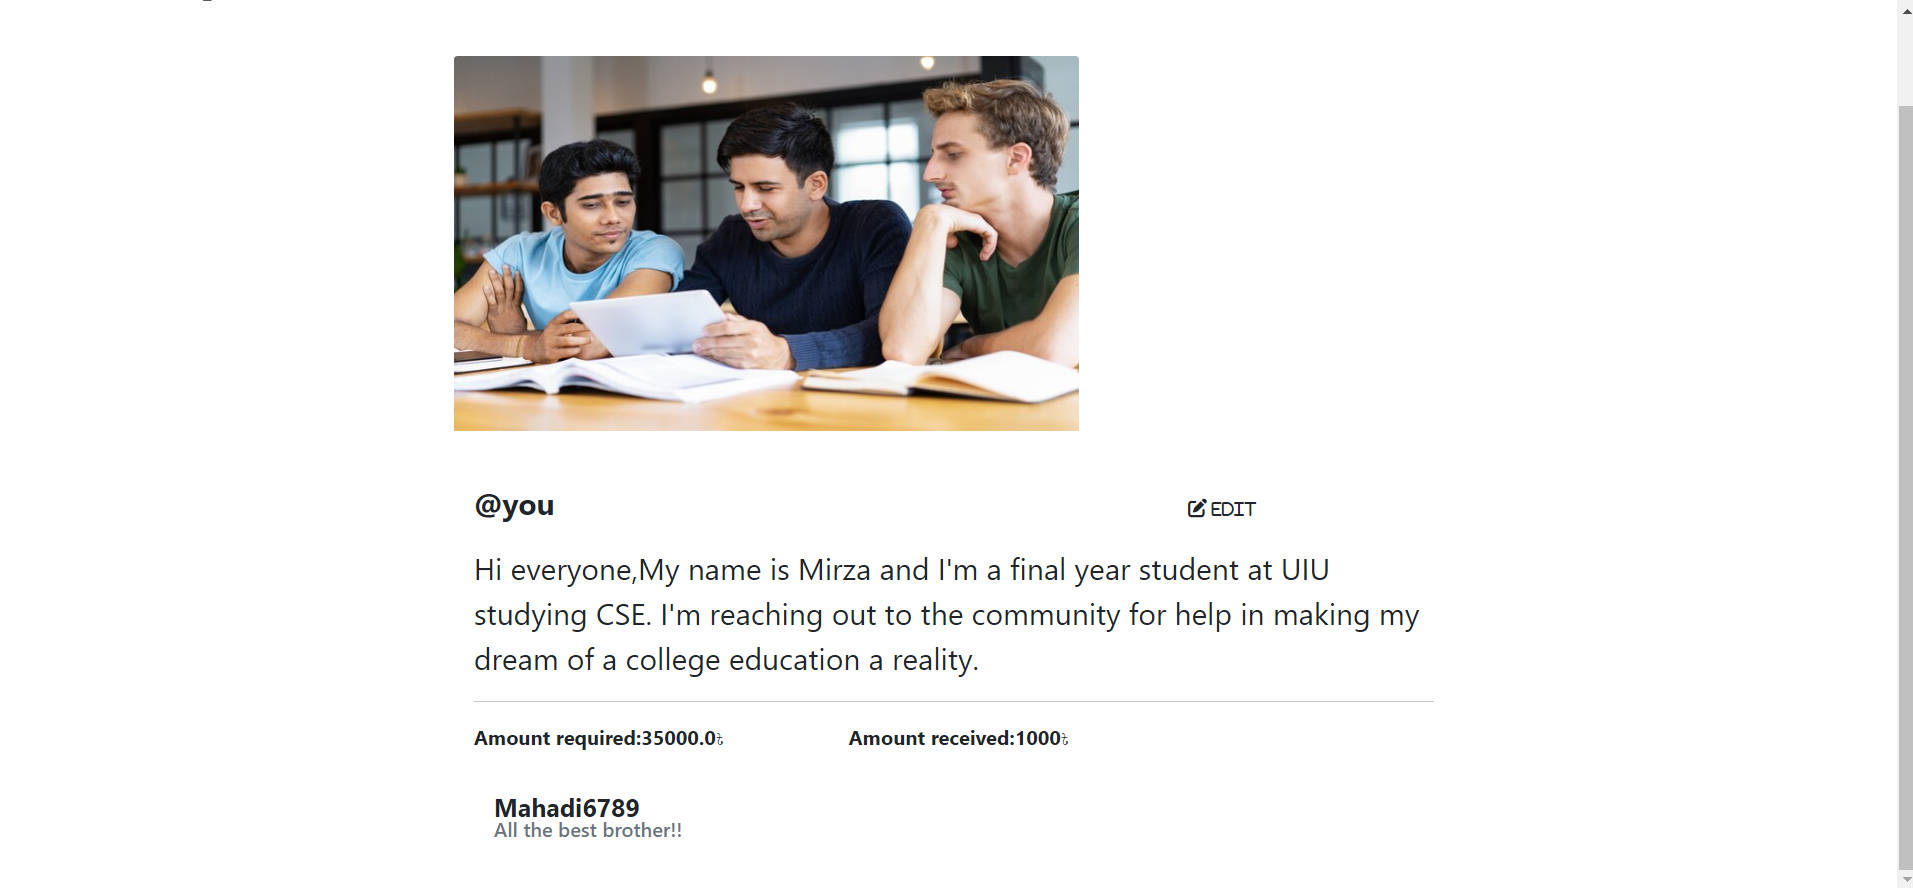 @you
EDIT
Hi everyone,My name is Mirza and I'm a final year student at UIU
studying CSE. I'm reaching out to the community for help in making my
dream of a college education a reality.
Amount required:35000.0৳
Amount received:1000৳
Mahadi6789
All the best brother!!